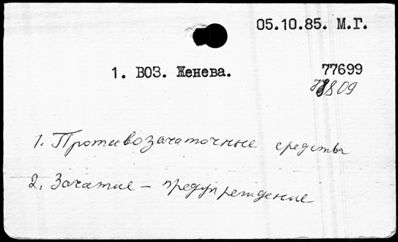 05.10.85. М.Г.
1. ВОЗ. Женева.
77699
1. Противозачаточные средства
2. Зачатие — предупреждение